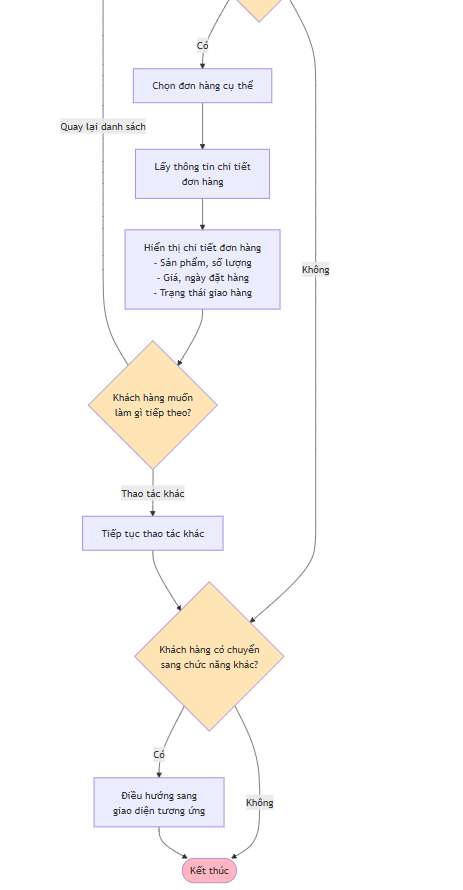 Có
Chọn đơn hàng cụ thể
Quay lại danh sách
Lấy thông tin chi tiết
đơn hàng
Hiển thị chi tiết đơn hàng
- Sản phẩm, số lượng
- Giá, ngày đặt hàng
- Trạng thái giao hàng
Không
Khách hàng muốn
làm gì tiếp theo?
Thao tác khác
Tiếp tục thao tác khác
Khách hàng có chuyển
sang chức năng khác?
Có
Điều hướng sang
giao diện tương ứng
Không
Kết thúc